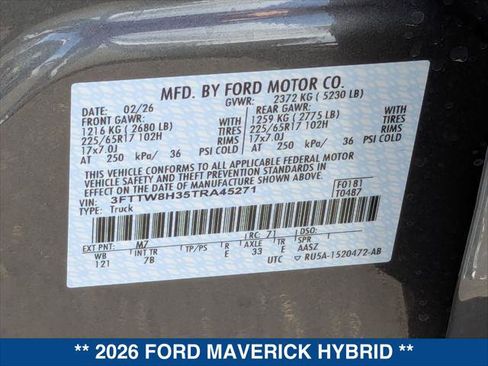 MFD. BY FORD MOTOR CO.
DATE: 02/26 GVWR: 2372 KG ( 5230 LB)
FRONT GAWR: REAR GAWR:
1216 KG ( 2680 LB) WITH 1259 KG ( 2775 LB) WITH
225/65R17 102H TIRES 225/65R17 102H TIRES
17x7.0J RIMS 17x7.0J RIMS
AT 250 kPa/ 36 PSI COLD AT 250 kPa/ 36 PSI COLD
THIS VEHICLE CONFORMS TO ALL APPLICABLE FEDERAL MOTOR
VEHICLE SAFETY AND THEFT PREVENTION STANDARDS IN EFFECT
ON THE DATE OF MANUFACTURE SHOWN ABOVE.
VIN: 3FTTW8H35TRA45271 F0181
TYPE: Truck T0487
EXT PNT: M7 RC: 71 DSO:
WB INT TR TR AXLE SPR
121 7B E 33 E AASZ
UTC RU5A-1520472-AB
** 2026 FORD MAVERICK HYBRID **